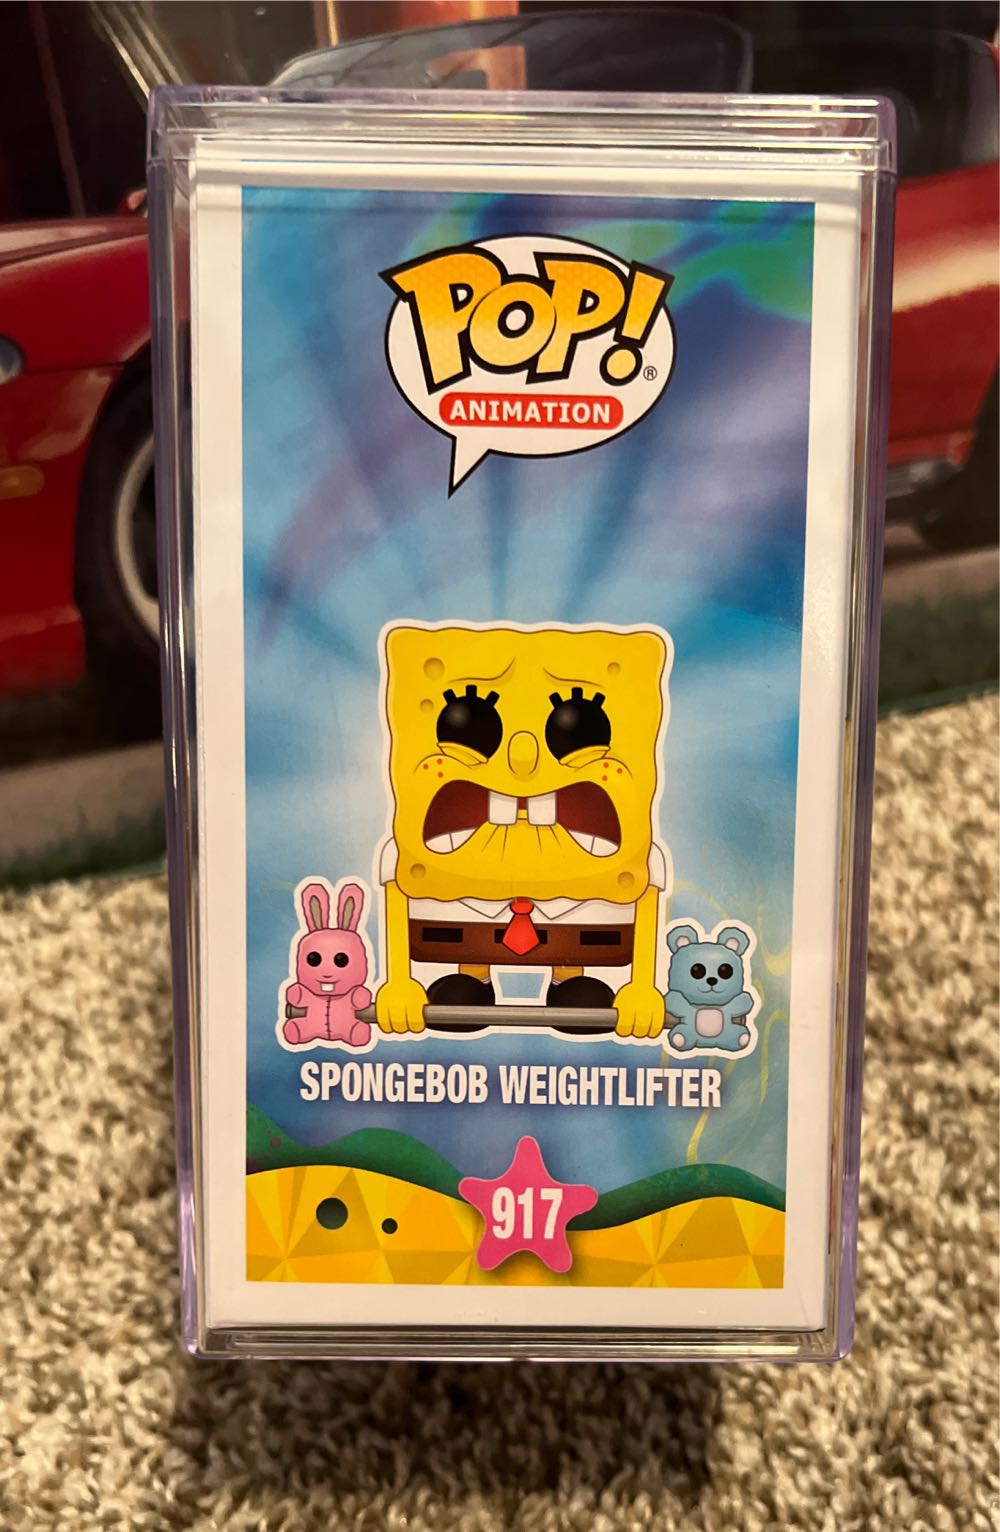 POP!®
ANIMATION
SPONGEBOB WEIGHTLIFTER
917